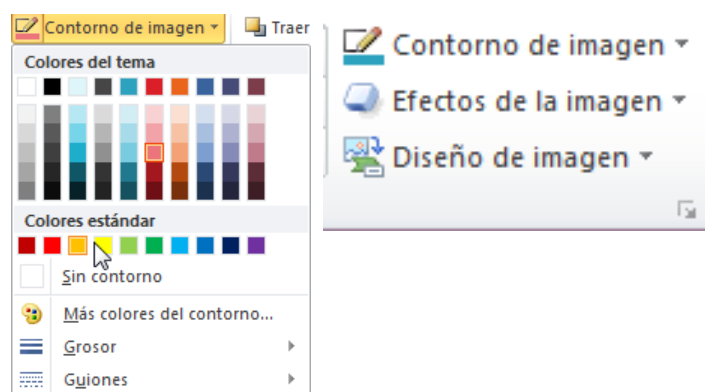 Contorno de imagen
Traer
Colores del tema
Colores estándar
Sin contorno
Más colores del contorno...
Grosor
Guiones
Contorno de imagen
Efectos de la imagen
Diseño de imagen